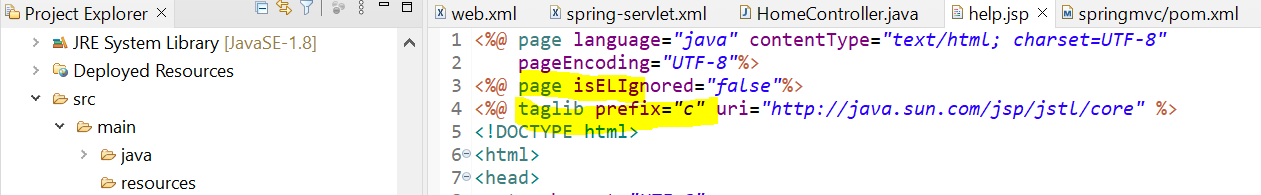 Project Explorer
JRE System Library [JavaSE-1.8]
Deployed Resources
src
main
java
resources
web.xml spring-servlet.xml HomeController.java help.jsp springmvc/pom.xml
1 <%@ page language="java" contentType="text/html; charset=UTF-8"
2 pageEncoding="UTF-8"%>
3 <%@ page isELIgnored="false"%>
4 <%@ taglib prefix="c" uri="http://java.sun.com/jsp/jstl/core" %>
5 <!DOCTYPE html>
6 <html>
7 <head>